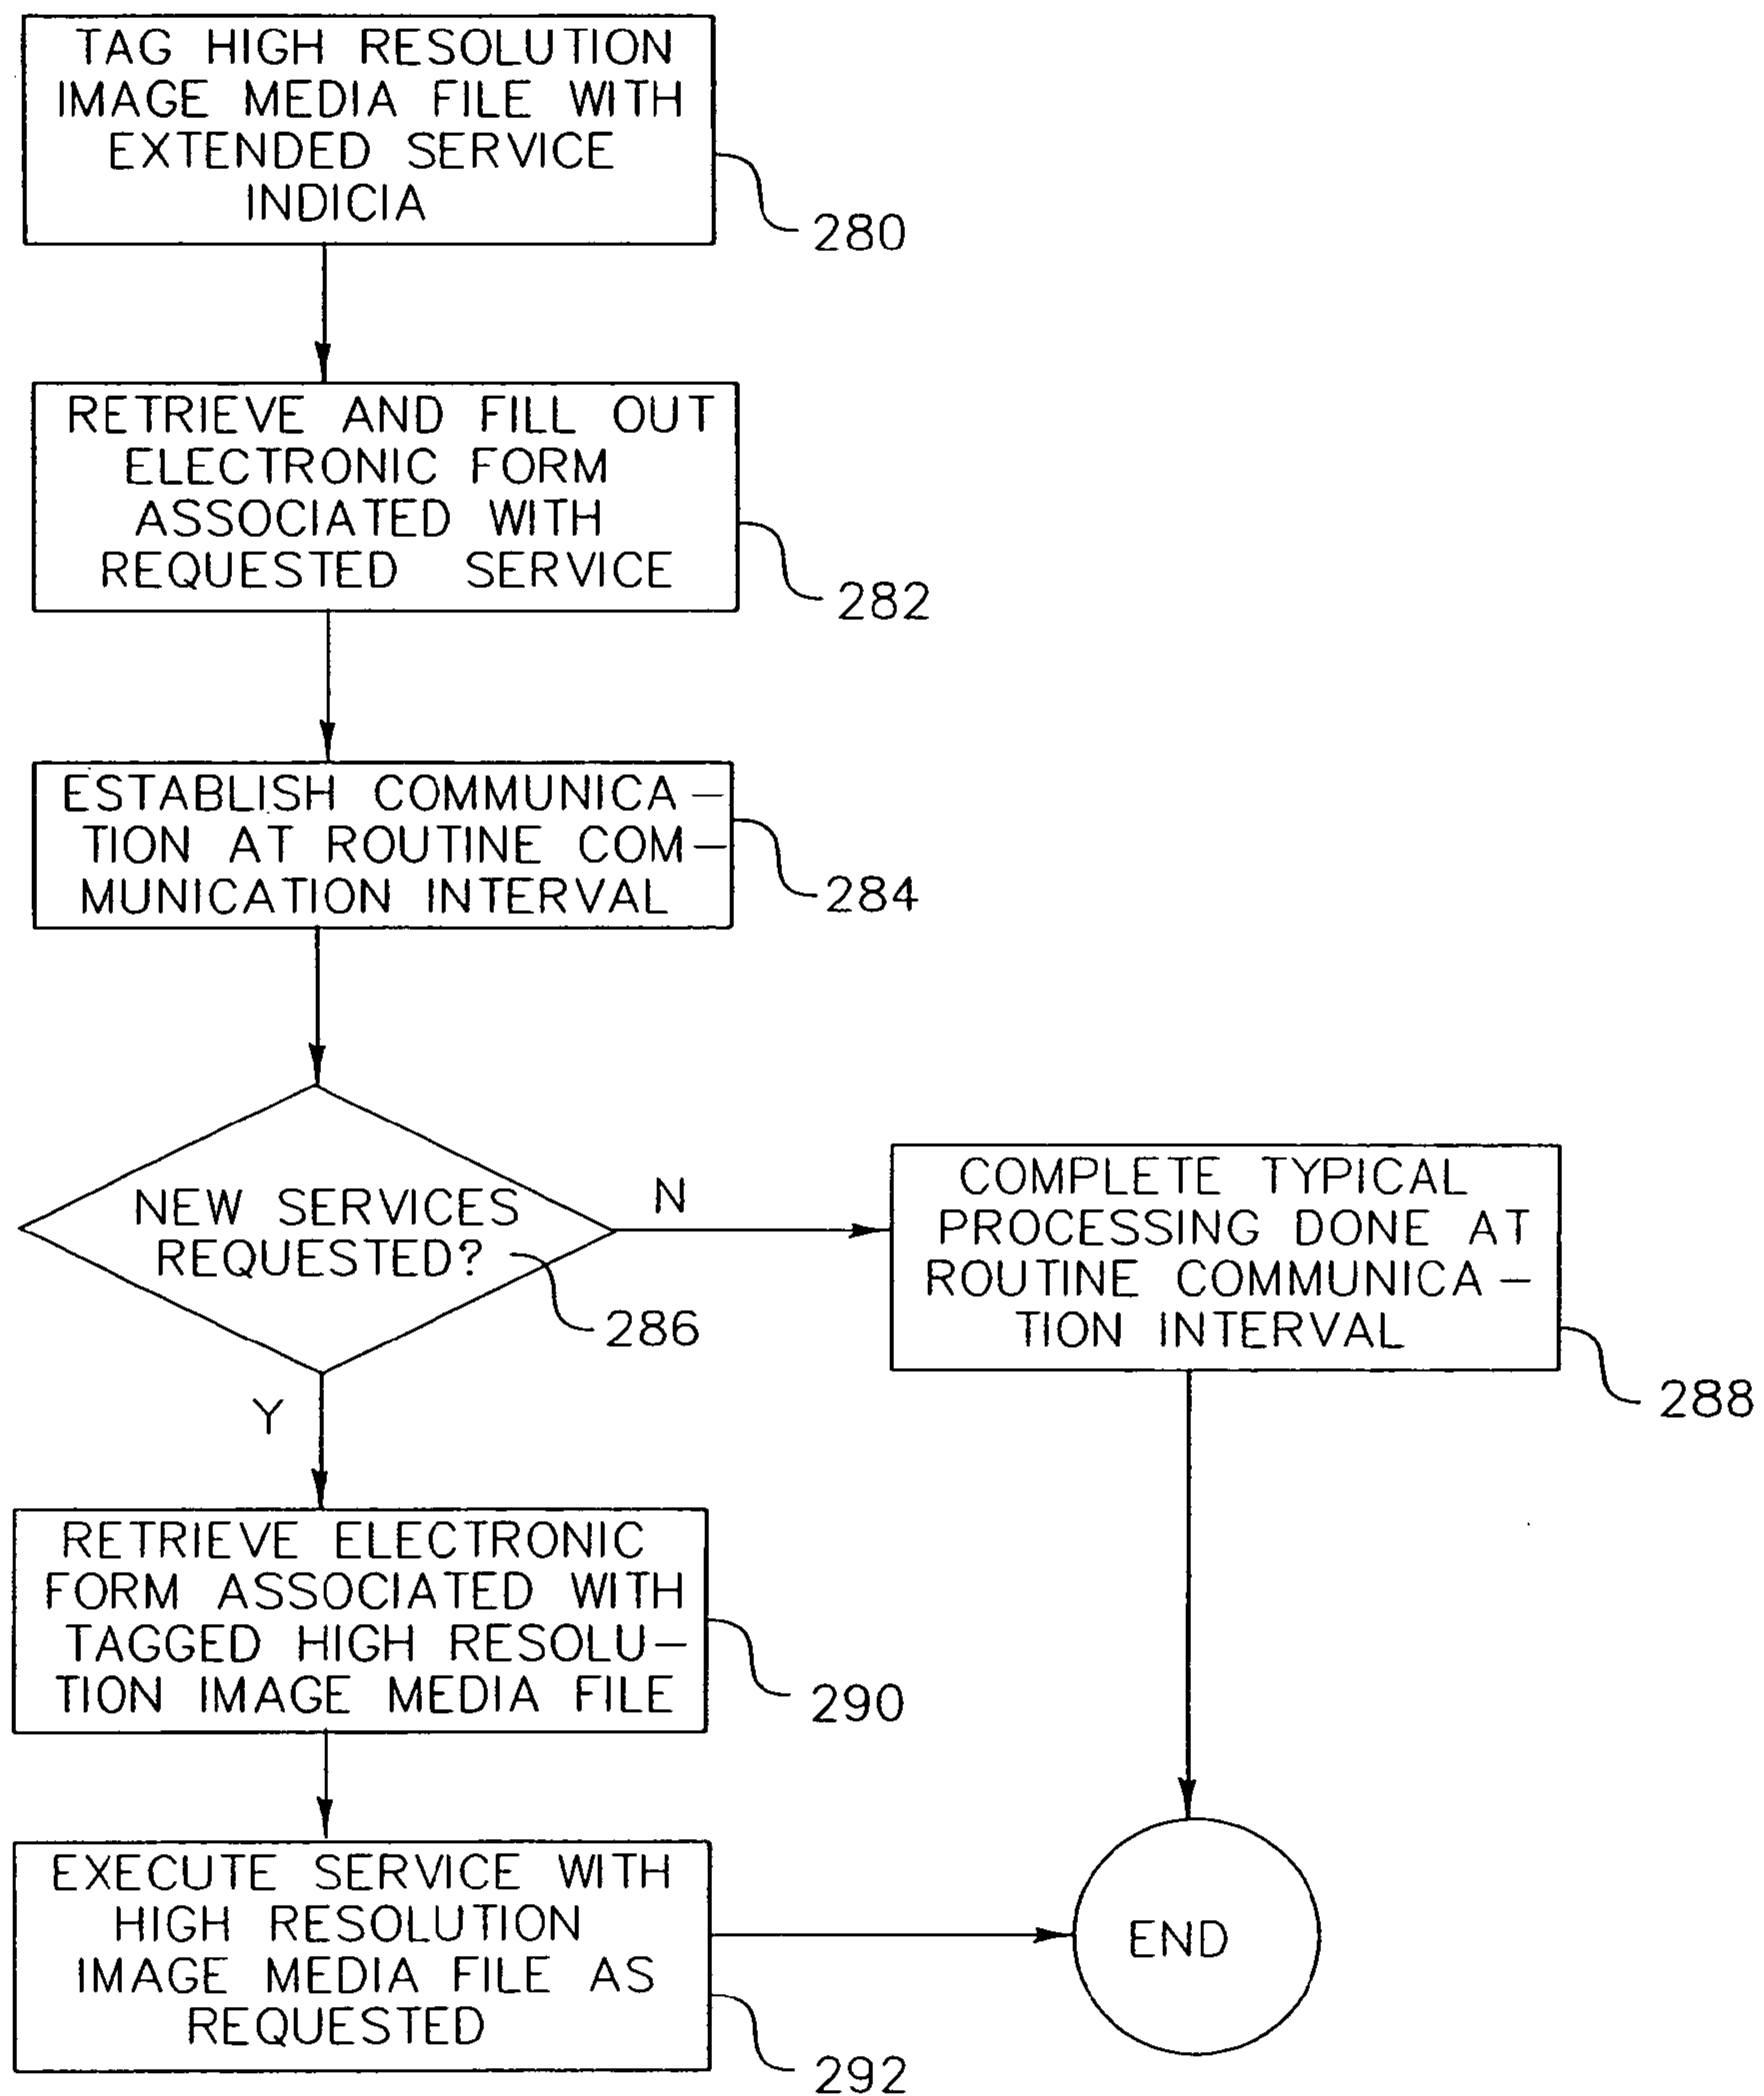 TAG HIGH RESOLUTION
IMAGE MEDIA FILE WITH
EXTENDED SERVICE
INDICIA
280
RETRIEVE AND FILL OUT
ELECTRONIC FORM
ASSOCIATED WITH
REQUESTED SERVICE
282
ESTABLISH COMMUNICA-
TION AT ROUTINE COM-
MUNICATION INTERVAL
284
NEW SERVICES
REQUESTED?
286
N
Y
COMPLETE TYPICAL
PROCESSING DONE AT
ROUTINE COMMUNICA-
TION INTERVAL
288
RETRIEVE ELECTRONIC
FORM ASSOCIATED WITH
TAGGED HIGH RESOLU-
TION IMAGE MEDIA FILE
290
EXECUTE SERVICE WITH
HIGH RESOLUTION
IMAGE MEDIA FILE AS
REQUESTED
292
END